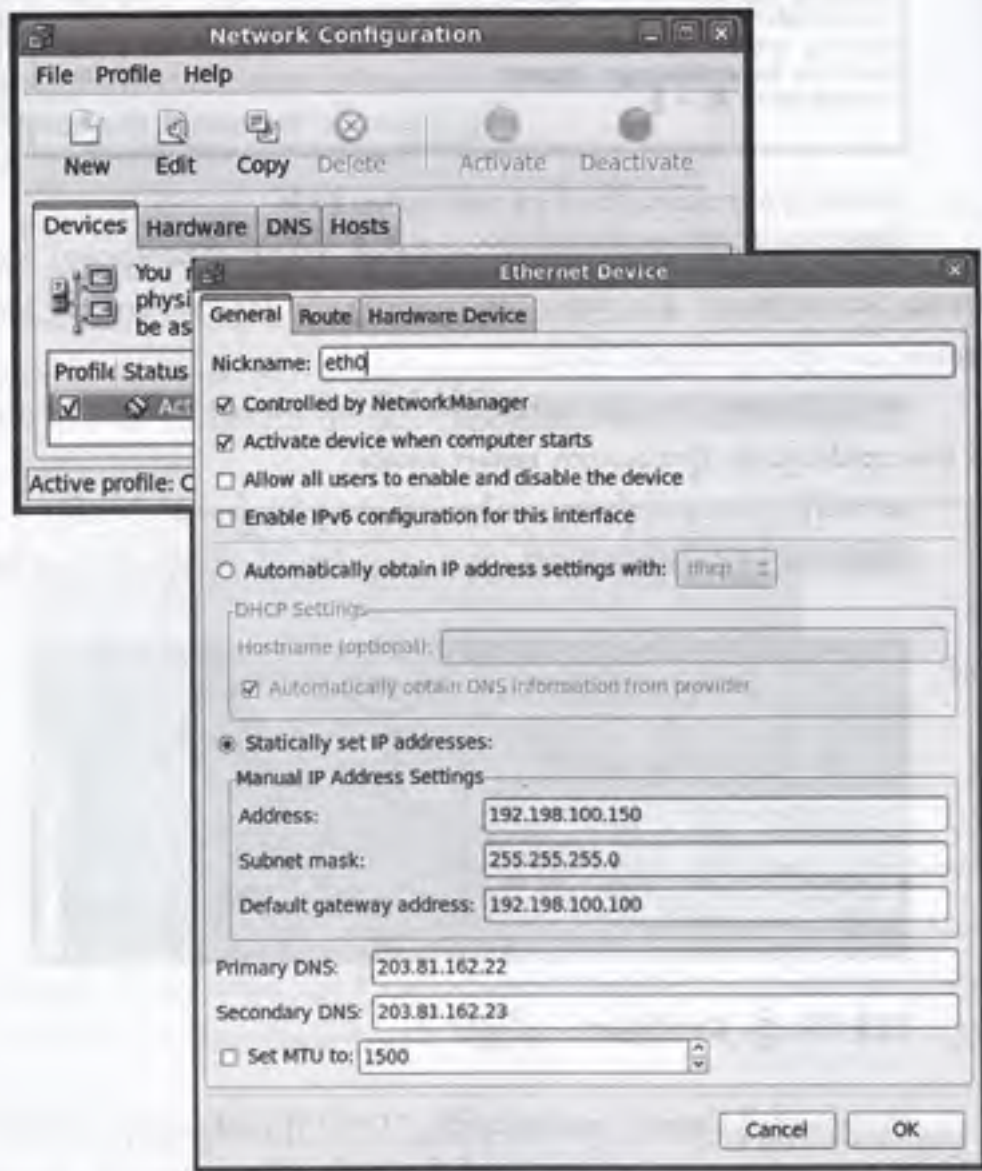 Network Configuration
File Profile Help
New Edit Copy Delete Activate Deactivate
Devices Hardware DNS Hosts
You
physi
be as
Profile Status
Act
Active profile: C
Ethernet Device
General Route Hardware Device
Nickname: eth0
Controlled by NetworkManager
Activate device when computer starts
Allow all users to enable and disable the device
Enable IPv6 configuration for this interface
Automatically obtain IP address settings with: dhcp
DHCP Settings
Hostname (optional):
Automatically obtain DNS information from provider
Statically set IP addresses:
Manual IP Address Settings
Address: 192.198.100.150
Subnet mask: 255.255.255.0
Default gateway address: 192.198.100.100
Primary DNS: 203.81.162.22
Secondary DNS: 203.81.162.23
Set MTU to: 1500
Cancel OK